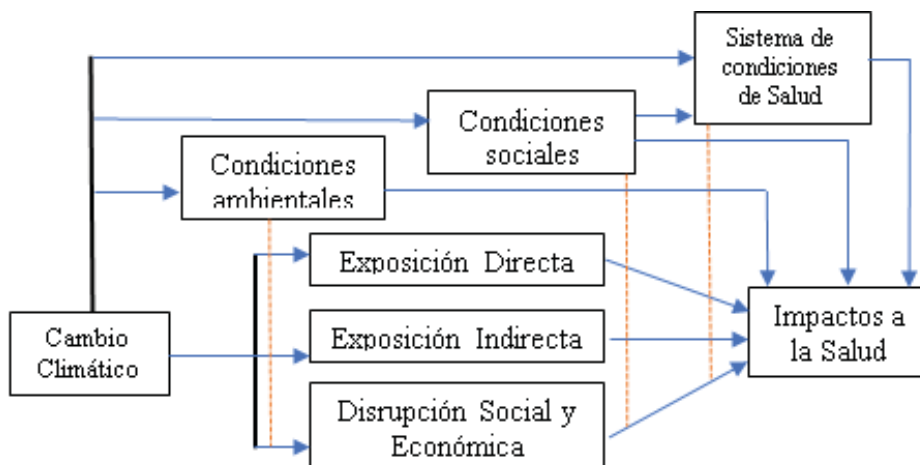 Sistema de
condiciones
de Salud
Condiciones
sociales
Condiciones
ambientales
Exposición Directa
Cambio
Climático
Exposición Indirecta
Impactos a
la Salud
Disrupción Social y
Económica